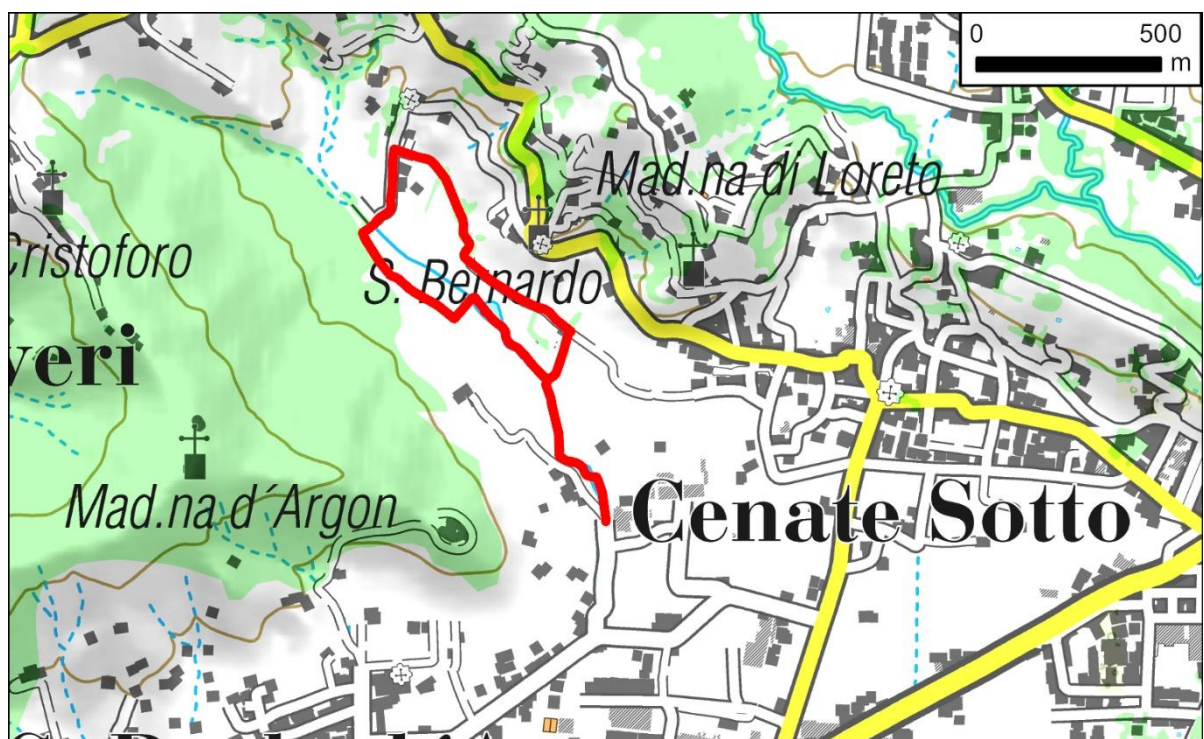 0 500
m
Mad.na di Loreto
Cristoforo
S. Bernardo
veri
Mad.na d´Argon
Cenate Sotto